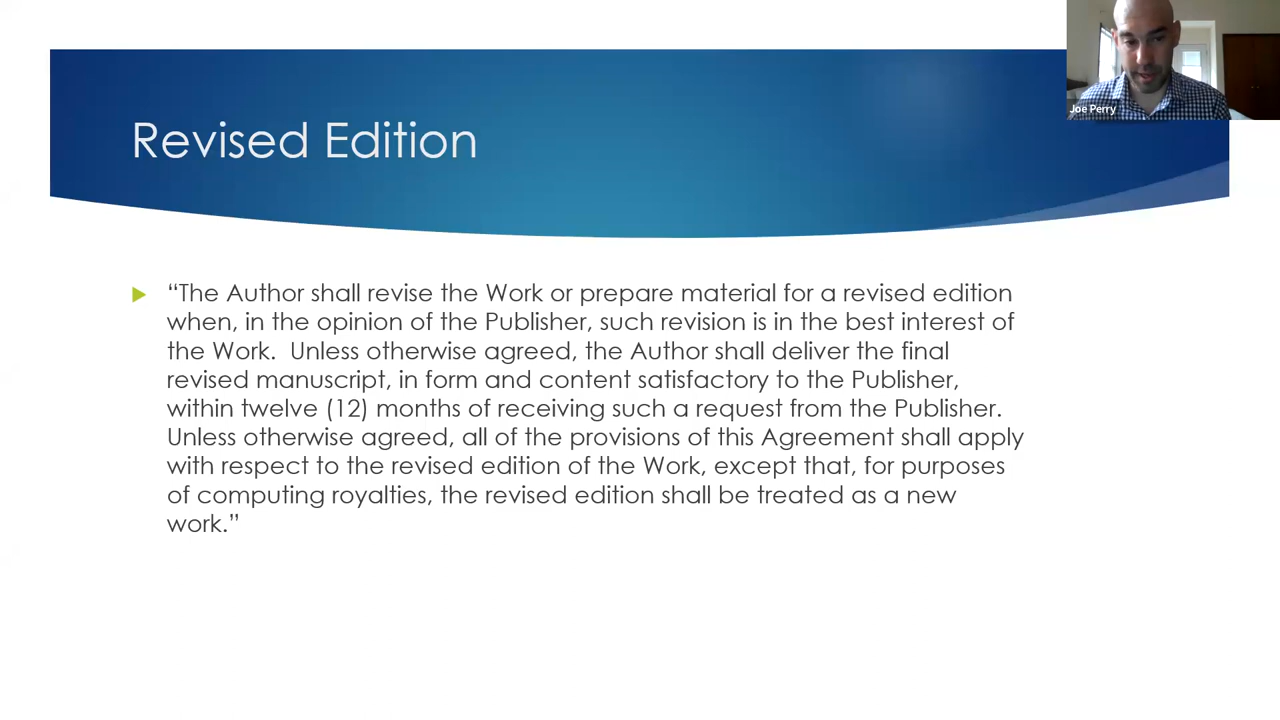 Joe Perry
Revised Edition
“The Author shall revise the Work or prepare material for a revised edition
when, in the opinion of the Publisher, such revision is in the best interest of
the Work.  Unless otherwise agreed, the Author shall deliver the final
revised manuscript, in form and content satisfactory to the Publisher,
within twelve (12) months of receiving such a request from the Publisher.
Unless otherwise agreed, all of the provisions of this Agreement shall apply
with respect to the revised edition of the Work, except that, for purposes
of computing royalties, the revised edition shall be treated as a new
work.”